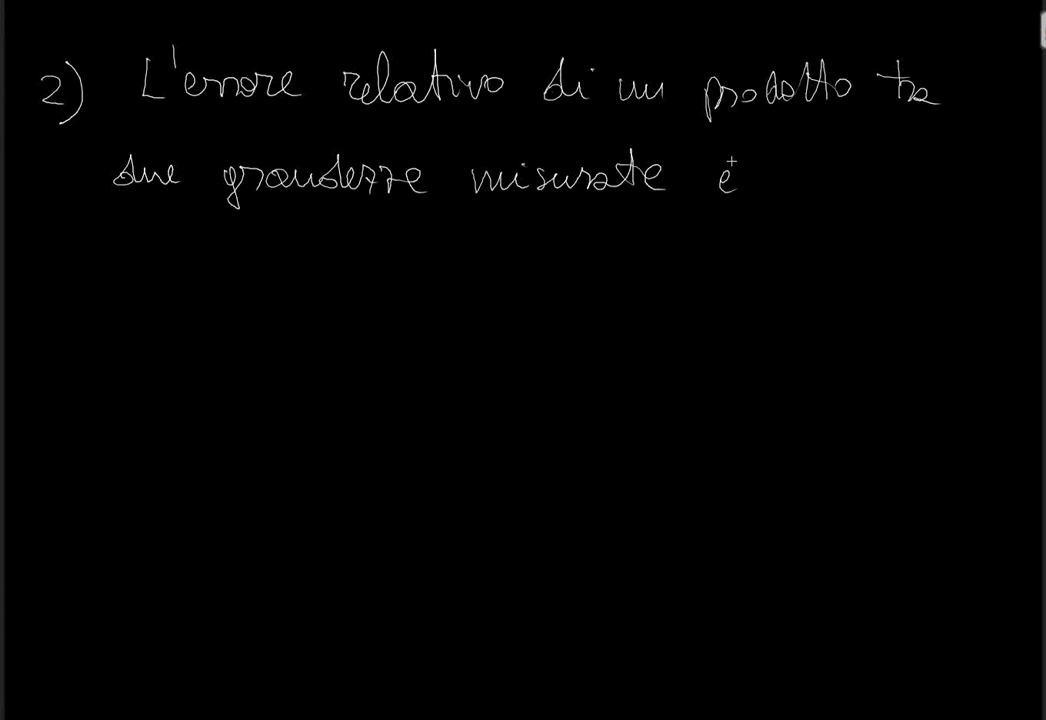 2) L'errore relativo di un prodotto tra
due grandezze misurate è